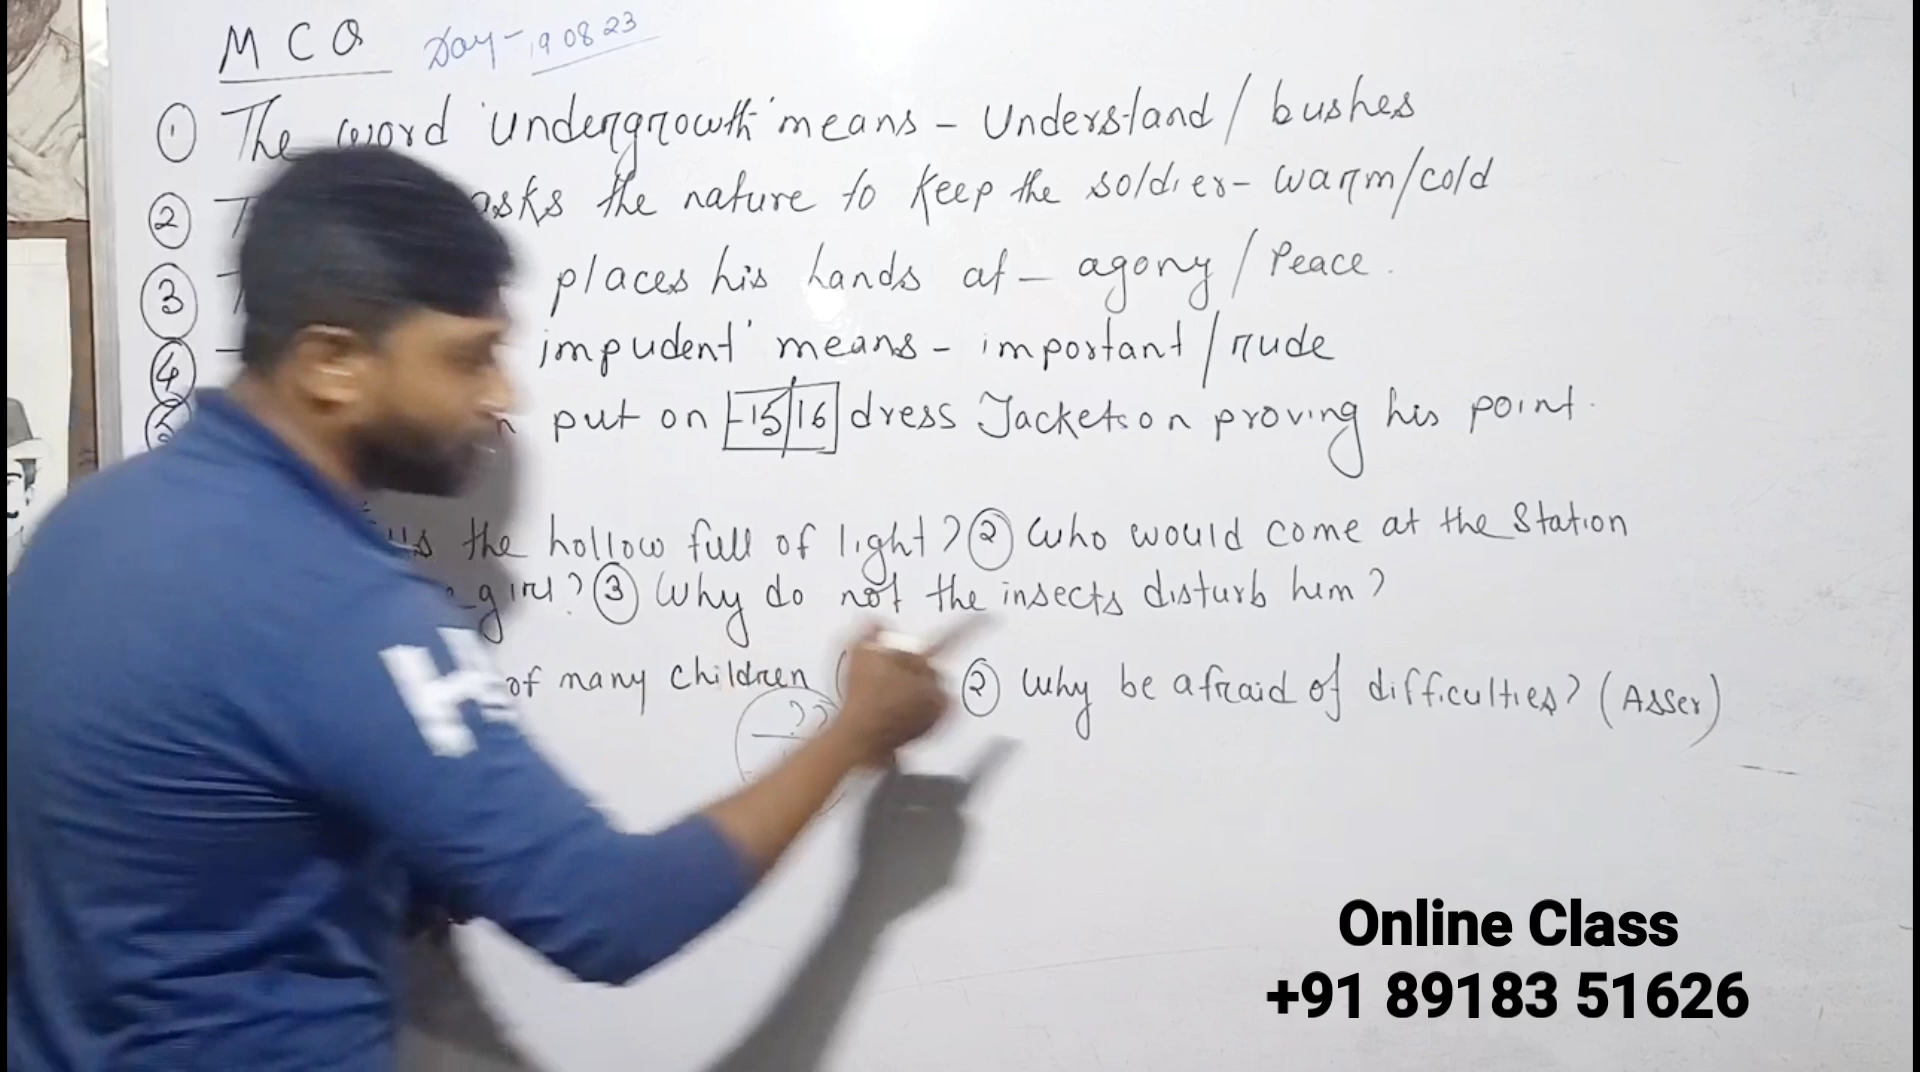 MCQ Day- 19 08 23
① The word 'undergrowth' means - Understand / bushes
② asks the nature to keep the soldier - warm/cold
③ places his hands at - agony / Peace.
④ impudent' means - important / rude
⑤ put on 15/16 dress Jackets on proving his point.
the hollow full of light? ② Who would come at the Station
girl? ③ Why do not the insects disturb him?
of many children ( ② Why be afraid of difficulties? (Asser)
??
Online Class
+91 89183 51626